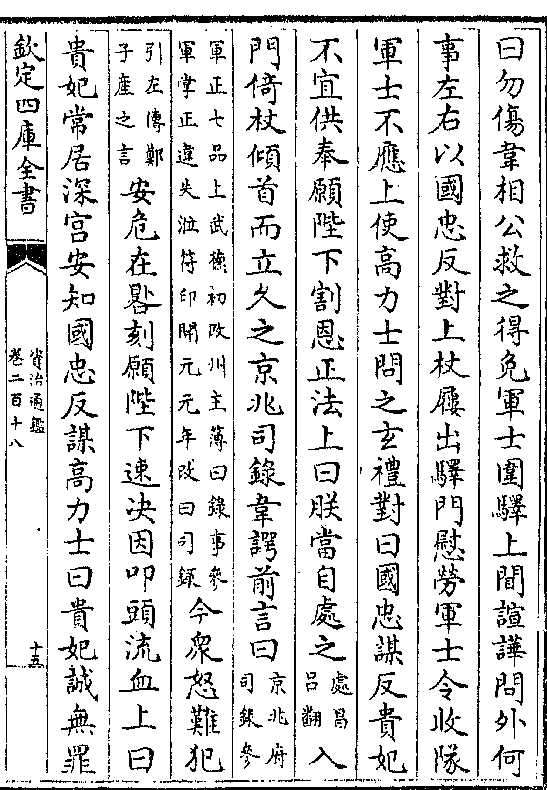 曰勿傷韋相公救之得免軍士圍驛上聞諠譁問外何
事左右以國忠反對上杖屨出驛門慰勞軍士令收隊
軍士不應上使高力士問之玄禮對曰國忠謀反貴妃
不宜供奉願陛下割恩正法上曰朕當自處之處昌呂翻入
門倚杖傾首而立久之京兆司錄韋諤前言曰京兆府司錄參
軍正七品上武德初改州主簿曰錄事參軍掌正違失涖符印開元元年改曰司錄今衆怒難犯
引左傳鄭子產之言安危在晷刻願陛下速決因叩頭流血上曰
貴妃常居深宮安知國忠反謀高力士曰貴妃誠無罪
欽定四庫全書
資治通鑑
卷二百十八
十五